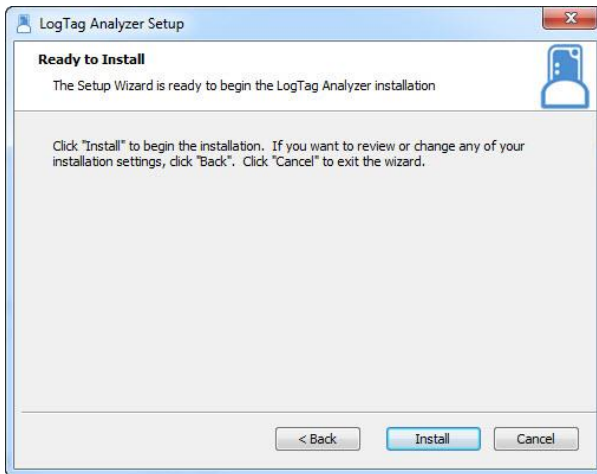 LogTag Analyzer Setup
Ready to Install
The Setup Wizard is ready to begin the LogTag Analyzer installation
Click "Install" to begin the installation. If you want to review or change any of your
installation settings, click "Back". Click "Cancel" to exit the wizard.
< Back Install Cancel